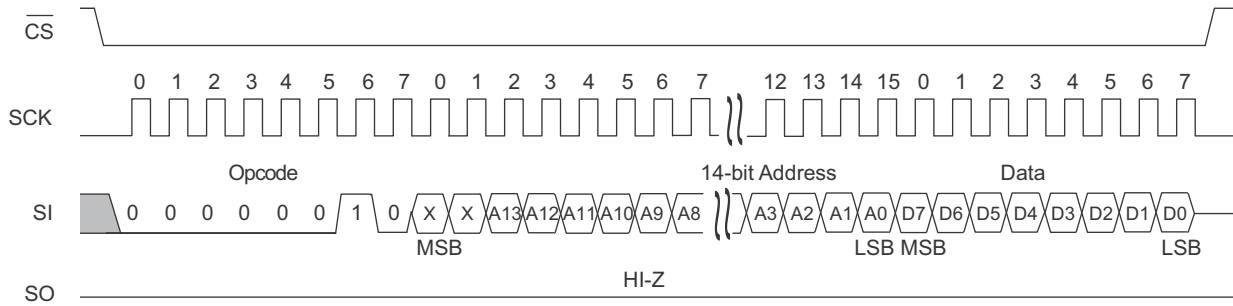 CS
0 1 2 3 4 5 6 7 0 1 2 3 4 5 6 7 12 13 14 15 0 1 2 3 4 5 6 7
SCK
Opcode 14-bit Address Data
SI 0 0 0 0 0 0 1 0 X X A13 A12 A11 A10 A9 A8 A3 A2 A1 A0 D7 D6 D5 D4 D3 D2 D1 D0
MSB LSB MSB LSB
HI-Z
SO